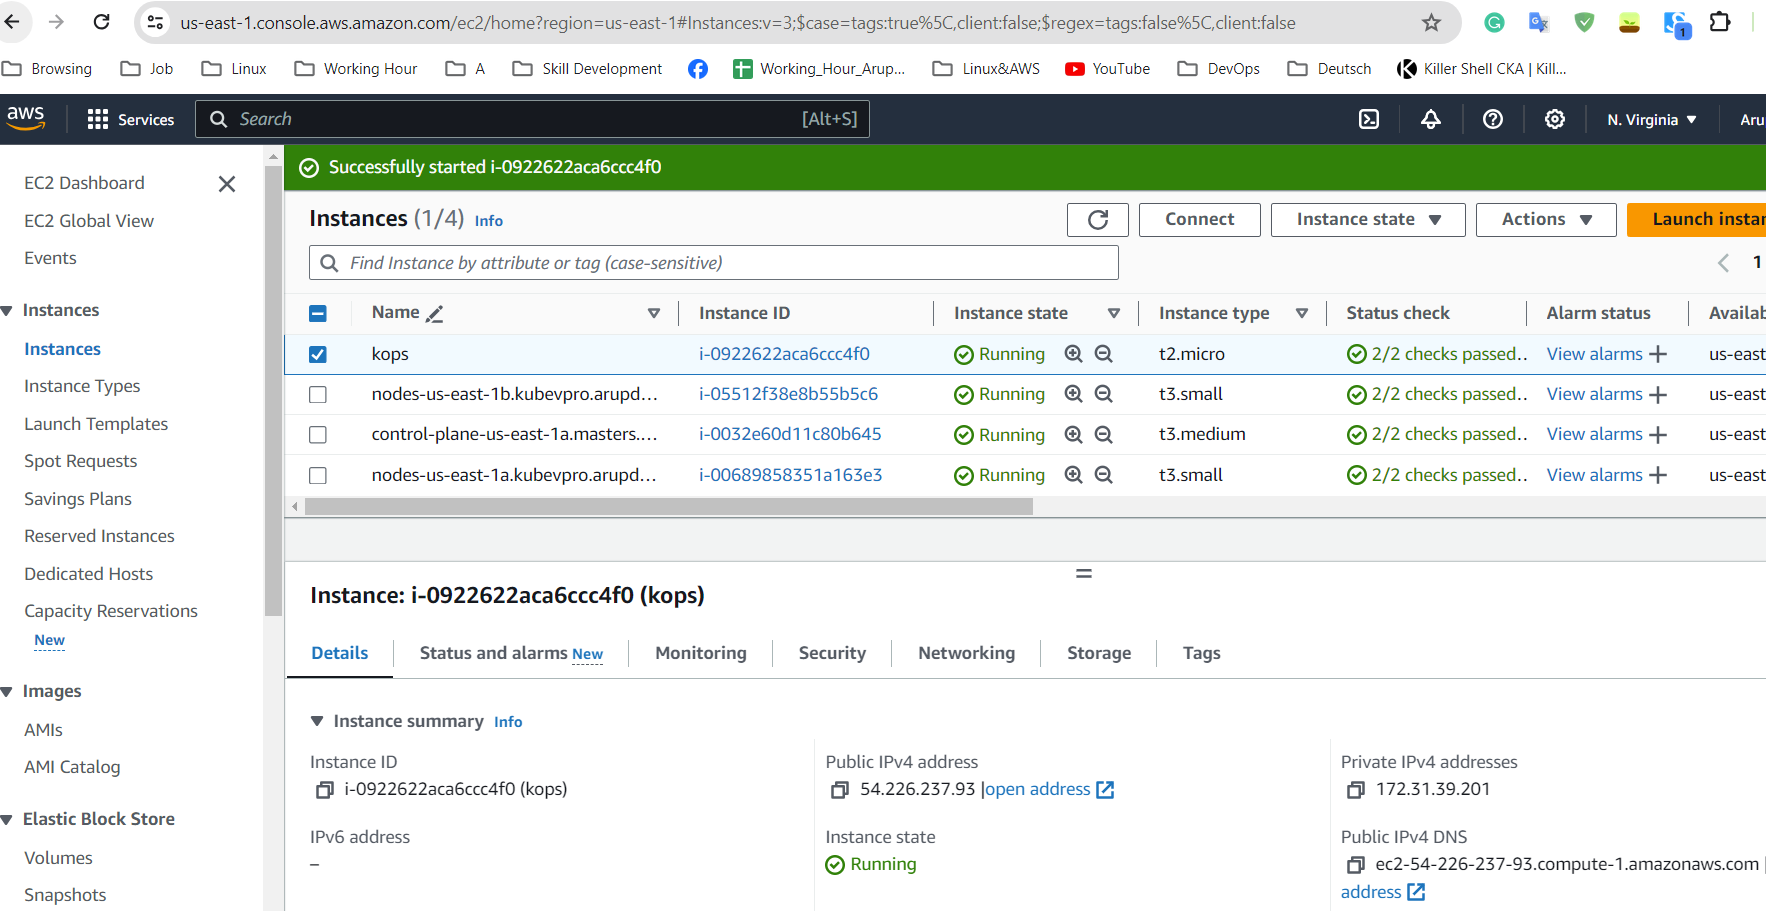 us-east-1.console.aws.amazon.com/ec2/home?region=us-east-1#Instances:v=3;$case=tags:true%5C,client:false;$regex=tags:false%5C,client:false
1
Browsing Job Linux Working Hour A Skill Development Working_Hour_Arup... Linux&AWS YouTube DevOps Deutsch Killer Shell CKA | Kill...
aws Services Search [Alt+S] N. Virginia Aru
EC2 Dashboard
EC2 Global View
Events
Instances
Instances
Instance Types
Launch Templates
Spot Requests
Savings Plans
Reserved Instances
Dedicated Hosts
Capacity Reservations
New
Images
AMIs
AMI Catalog
Elastic Block Store
Volumes
Snapshots
Successfully started i-0922622aca6ccc4f0
Instances (1/4) Info Connect Instance state Actions Launch instan
Find Instance by attribute or tag (case-sensitive) 1
Name Instance ID Instance state Instance type Status check Alarm status Availab
kops i-0922622aca6ccc4f0 Running t2.micro 2/2 checks passed.. View alarms us-east
nodes-us-east-1b.kubevpro.arupd... i-05512f38e8b55b5c6 Running t3.small 2/2 checks passed.. View alarms us-east
control-plane-us-east-1a.masters.... i-0032e60d11c80b645 Running t3.medium 2/2 checks passed.. View alarms us-east
nodes-us-east-1a.kubevpro.arupd... i-00689858351a163e3 Running t3.small 2/2 checks passed.. View alarms us-east
Instance: i-0922622aca6ccc4f0 (kops)
Details Status and alarms New Monitoring Security Networking Storage Tags
Instance summary Info
Instance ID
i-0922622aca6ccc4f0 (kops)
Public IPv4 address
54.226.237.93 |open address
Private IPv4 addresses
172.31.39.201
IPv6 address
–
Instance state
Running
Public IPv4 DNS
ec2-54-226-237-93.compute-1.amazonaws.com |
address